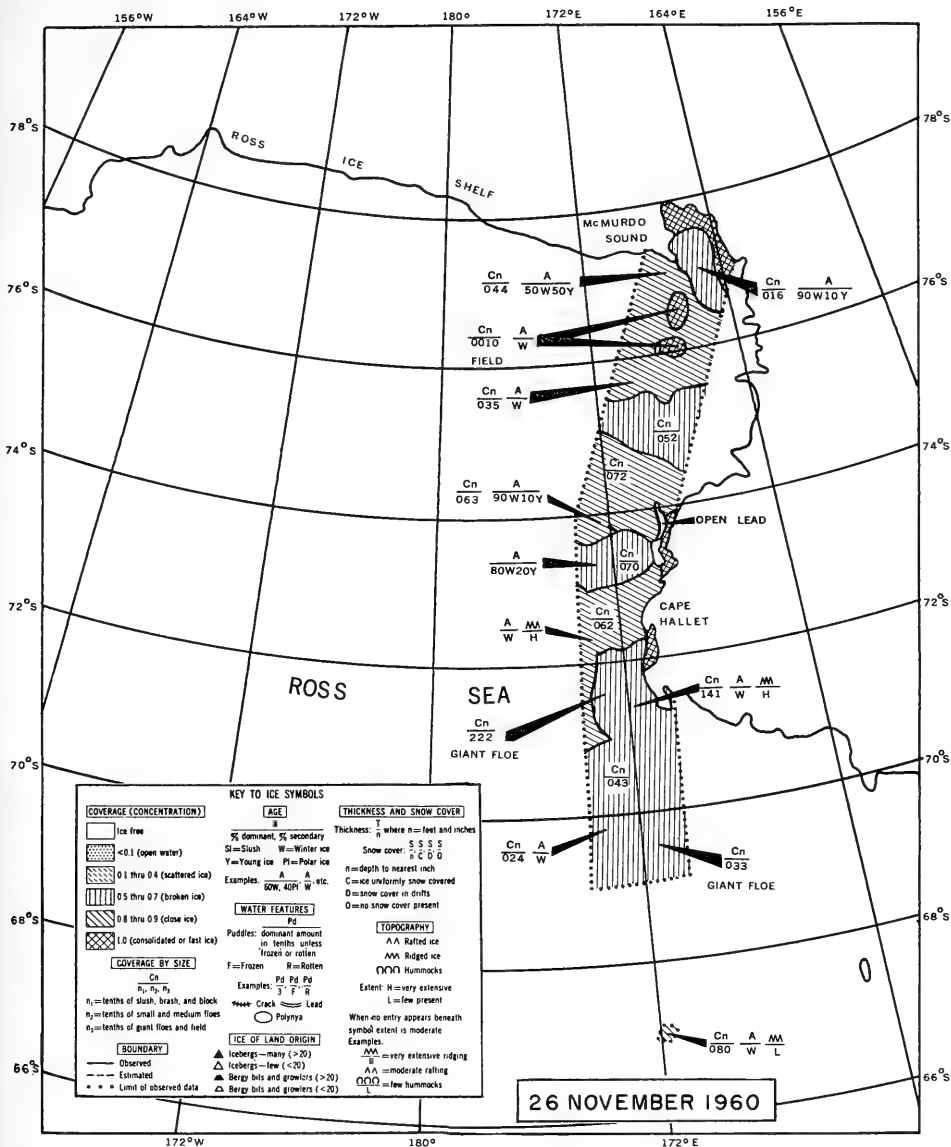 156°W 164°W 172°W 180° 172°E 164°E 156°E
78°S
76°S
74°S
72°S
70°S
68°S
66°S
78°S
76°S
74°S
72°S
70°S
68°S
66°S
172°W 180° 172°E
ROSS ICE SHELF
McMURDO
SOUND
Cn A
044 50W50Y
Cn A
016 90W10Y
Cn A
0010 W
FIELD
Cn A
035 W
Cn
052
Cn
072
Cn A
063 90W10Y
OPEN LEAD
A
80W20Y
Cn
070
Cn
062
CAPE
HALLET
A
W H
ROSS SEA
Cn A
141 W H
Cn
222
GIANT FLOE
Cn
043
Cn A
024 W
Cn
033
GIANT FLOE
Cn A
080 W L
KEY TO ICE SYMBOLS
COVERAGE (CONCENTRATION)
Ice free
<0.1 (open water)
0.1 thru 0.4 (scattered ice)
0.5 thru 0.7 (broken ice)
0.8 thru 0.9 (close ice)
1.0 (consolidated or fast ice)
COVERAGE BY SIZE
Cn
n₁, n₂, n₃
n₁=tenths of slush, brash, and block
n₂=tenths of small and medium floes
n₃=tenths of giant floes and field
BOUNDARY
Observed
Estimated
Limit of observed data
AGE
% dominant, % secondary
Sl=Slush W=Winter ice
Y=Young ice Pl=Polar ice
Examples. A A
60W, 40Pl, W, etc.
WATER FEATURES
Pd
Puddles: dominant amount
in tenths unless
frozen or rotten
F=Frozen R=Rotten
Examples: Pd, Pd, Pd
3 F R
Crack Lead
Polynya
ICE OF LAND ORIGIN
Icebergs—many (>20)
Icebergs—few (<20)
Bergy bits and growlers (>20)
Bergy bits and growlers (<20)
THICKNESS AND SNOW COVER
Thickness: T where n=feet and inches
n
Snow cover: S, S, S, S
n C D O
n=depth to nearest inch
C=ice uniformly snow covered
D=snow cover in drifts
O=no snow cover present
TOPOGRAPHY
Rafted ice
Ridged ice
Hummocks
Extent: H=very extensive
L=few present
When no entry appears beneath
symbol extent is moderate
Examples.
H=very extensive ridging
=moderate rafting
=few hummocks
L
26 NOVEMBER 1960